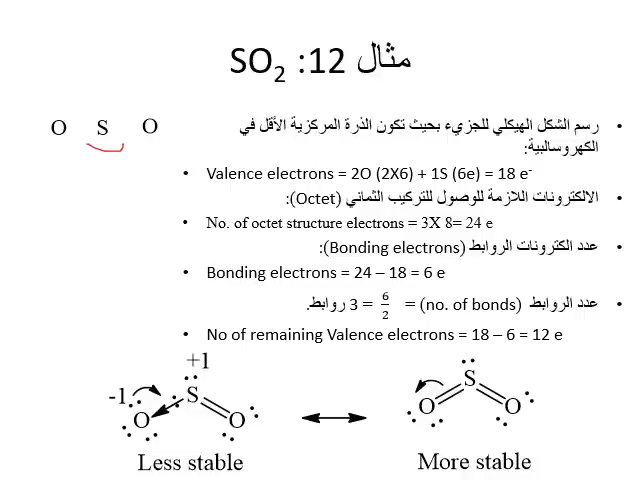 مثال 12: SO2
O S O
رسم الشكل الهيكلي للجزيء بحيث تكون الذرة المركزية الأقل في
الكهروسالبية:
Valence electrons = 2O (2X6) + 1S (6e) = 18 e-
الالكترونات اللازمة للوصول للتركيب الثماني (Octet):
No. of octet structure electrons = 3X 8= 24 e
عدد الكترونات الروابط (Bonding electrons):
Bonding electrons = 24 – 18 = 6 e
عدد الروابط (no. of bonds) = 6/2 = 3 روابط.
No of remaining Valence electrons = 18 – 6 = 12 e
+1
-1 S S
O O O O
Less stable More stable